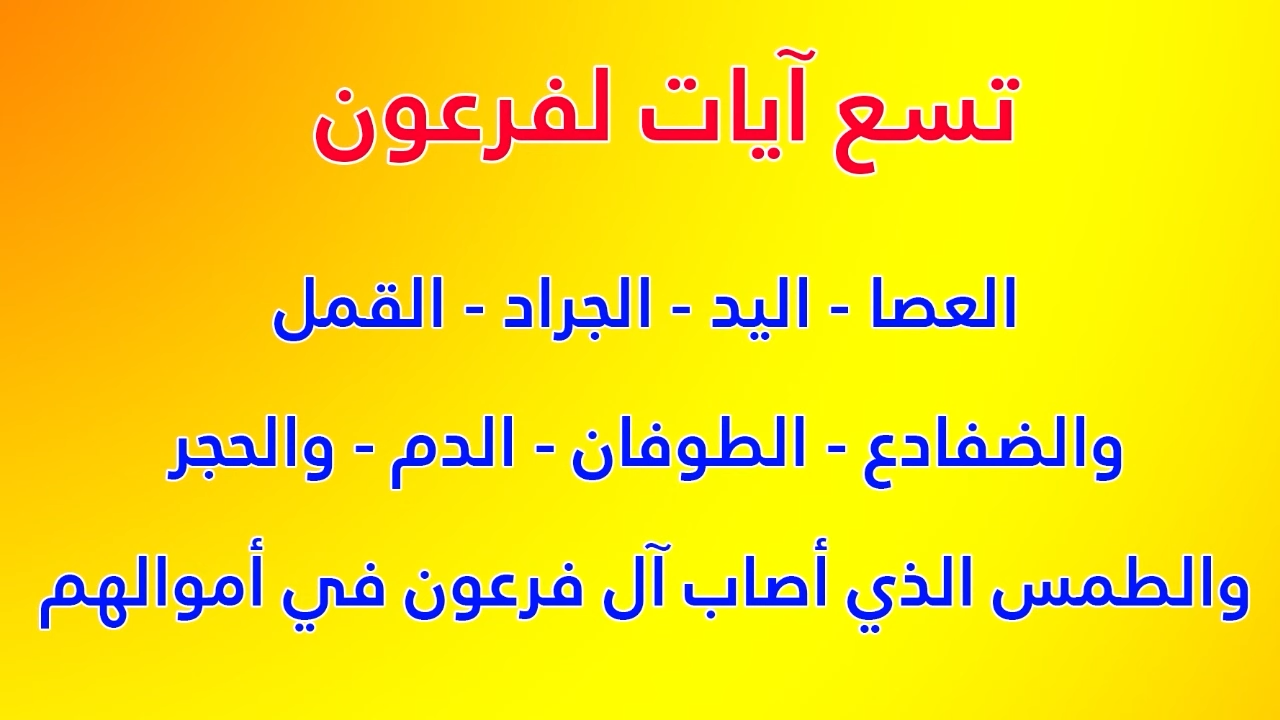 تسع آيات لفرعون
العصا - اليد - الجراد - القمل
والضفادع - الطوفان - الدم - والحجر
والطمس الذي أصاب آل فرعون في أموالهم